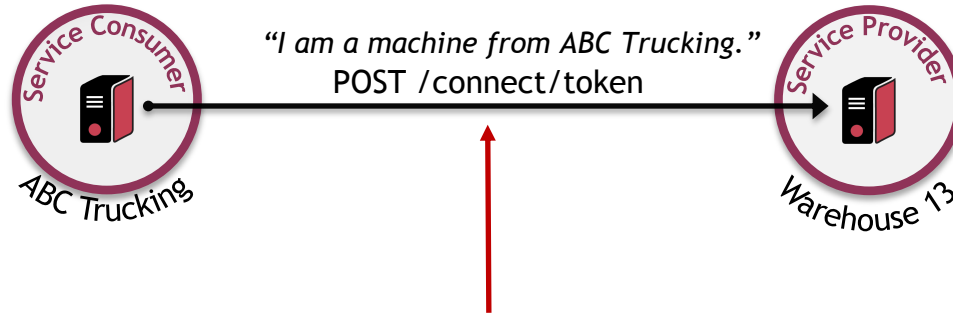 Service Consumer
ABC Trucking
“I am a machine from ABC Trucking.”
POST /connect/token
Service Provider
Warehouse 13